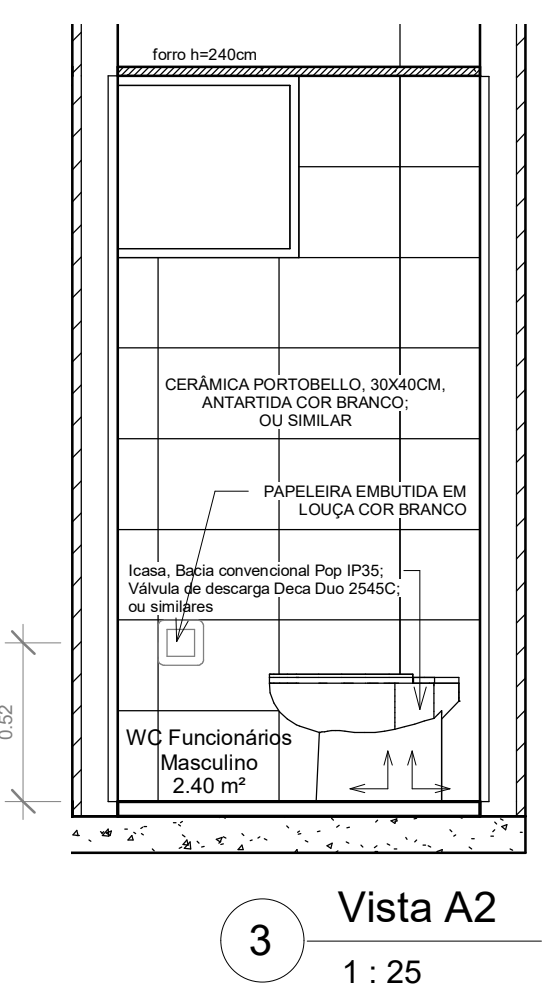 forro h=240cm
CERÂMICA PORTOBELLO, 30X40CM,
ANTARTIDA COR BRANCO;
OU SIMILAR
PAPELEIRA EMBUTIDA EM
LOUÇA COR BRANCO
Icasa, Bacia convencional Pop IP35;
Válvula de descarga Deca Duo 2545C;
ou similares
0.52
WC Funcionários
Masculino
2.40 m²
3
Vista A2
1 : 25